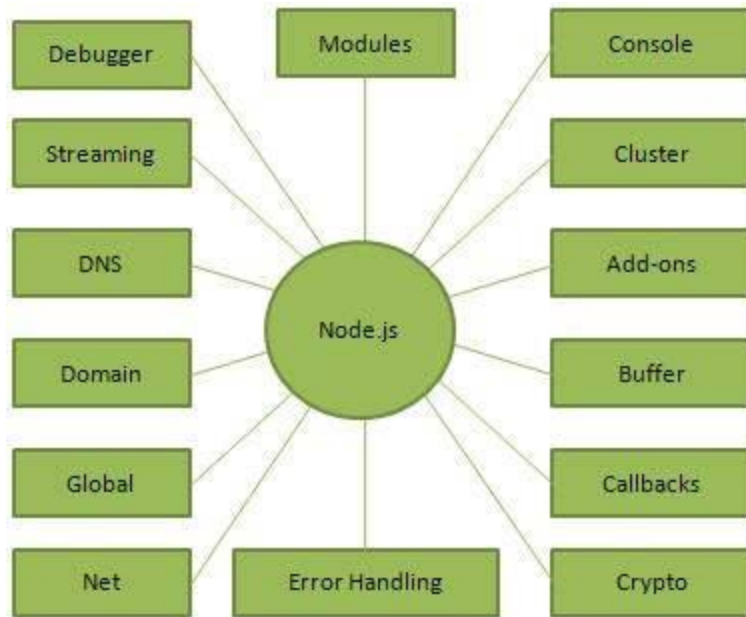 Debugger
Modules
Console
Streaming
Cluster
DNS
Add-ons
Node.js
Domain
Buffer
Global
Callbacks
Net
Error Handling
Crypto